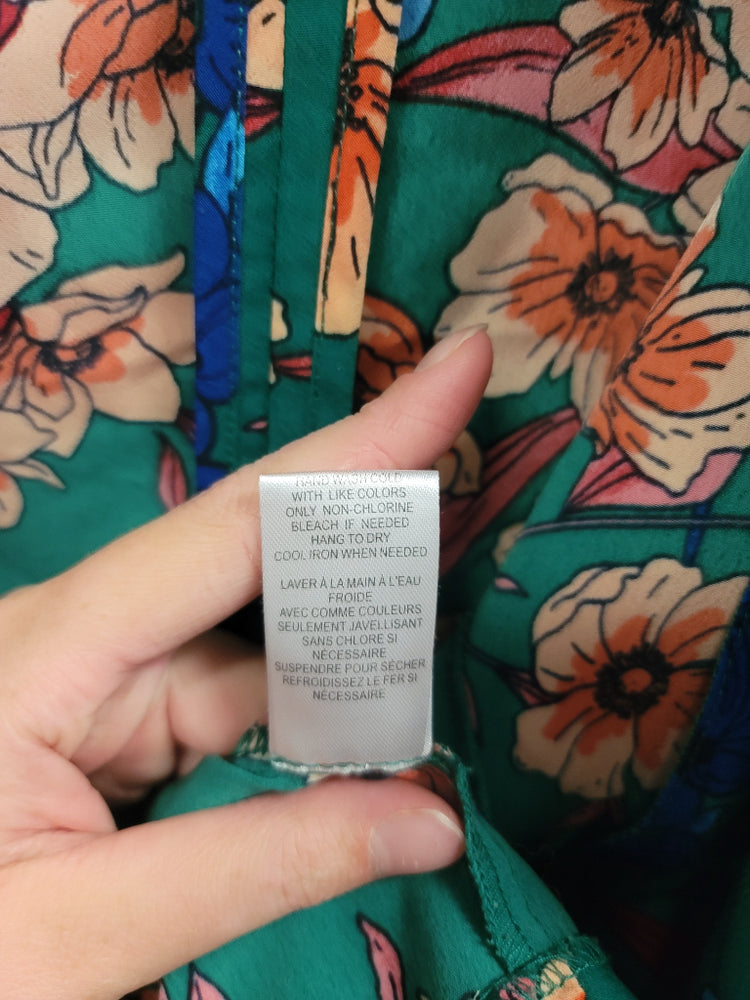 HAND WASH COLD
WITH LIKE COLORS
ONLY NON-CHLORINE
BLEACH IF NEEDED
HANG TO DRY
COOL IRON WHEN NEEDED
LAVER À LA MAIN À L'EAU
FROIDE
AVEC COMME COULEURS
SEULEMENT JAVELLISANT
SANS CHLORE SI
NÉCESSAIRE
SUSPENDRE POUR SÉCHER
REFROIDISSEZ LE FER SI
NÉCESSAIRE